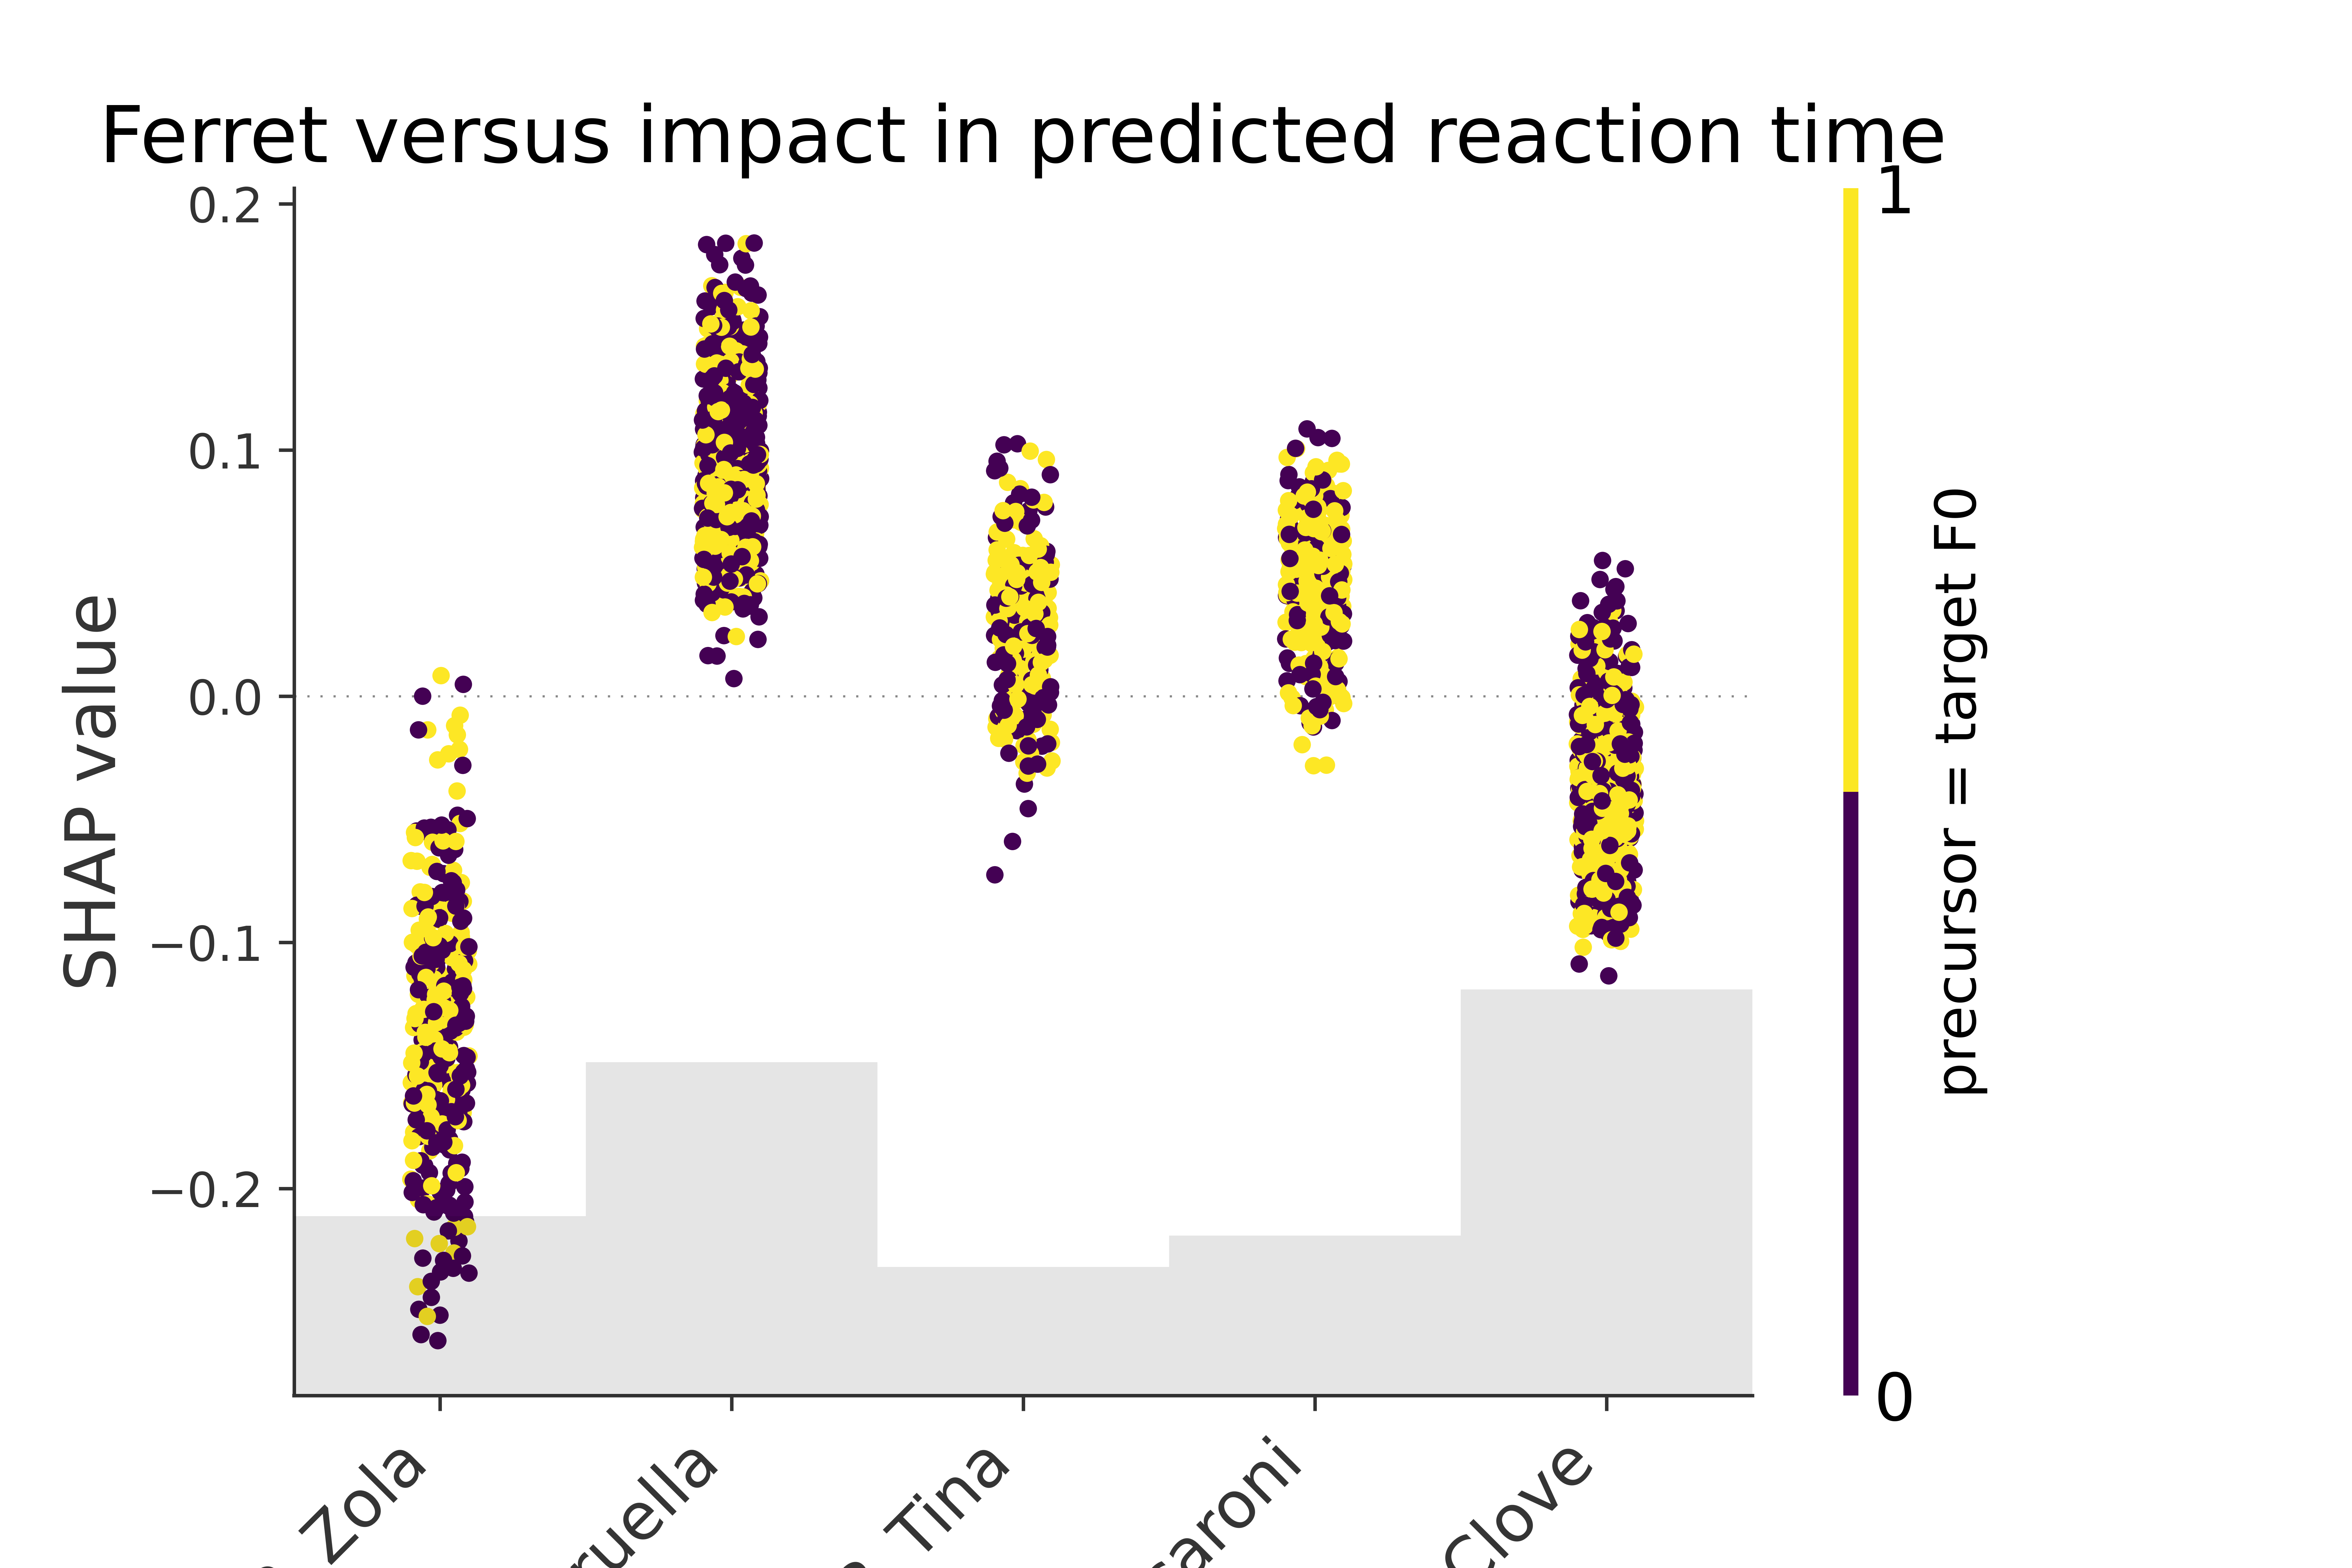 Ferret versus impact in predicted reaction time
SHAP value
0.2
0.1
0.0
−0.1
−0.2
Zola
Tina
Clove
1
0
precursor = target F0